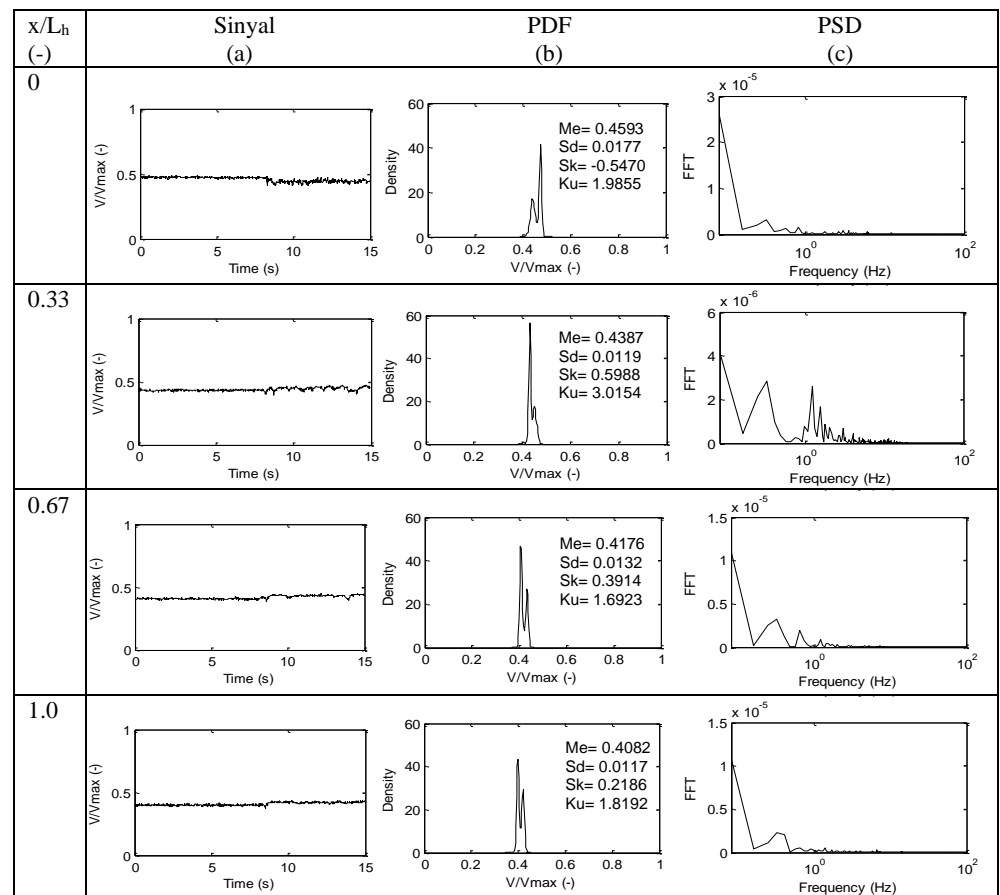 x/Lh
(-)
Sinyal
(a)
PDF
(b)
PSD
(c)
0
1
0.5
0
V/Vmax (-)
0 5 10 15
Time (s)
60
40
20
0
Density
Me= 0.4593
Sd= 0.0177
Sk= -0.5470
Ku= 1.9855
0 0.2 0.4 0.6 0.8 1
V/Vmax (-)
x 10^-5
3
2
1
0
FFT
10^0 10^2
Frequency (Hz)
0.33
1
0.5
0
V/Vmax (-)
0 5 10 15
Time (s)
60
40
20
0
Density
Me= 0.4387
Sd= 0.0119
Sk= 0.5988
Ku= 3.0154
0 0.2 0.4 0.6 0.8 1
V/Vmax (-)
x 10^-6
6
4
2
0
FFT
10^0 10^2
Frequency (Hz)
0.67
1
0.5
0
V/Vmax (-)
0 5 10 15
Time (s)
60
40
20
0
Density
Me= 0.4176
Sd= 0.0132
Sk= 0.3914
Ku= 1.6923
0 0.2 0.4 0.6 0.8 1
V/Vmax (-)
x 10^-5
1.5
1
0.5
0
FFT
10^0 10^2
Frequency (Hz)
1.0
1
0.5
0
V/Vmax (-)
0 5 10 15
Time (s)
60
40
20
0
Density
Me= 0.4082
Sd= 0.0117
Sk= 0.2186
Ku= 1.8192
0 0.2 0.4 0.6 0.8 1
V/Vmax (-)
x 10^-5
1.5
1
0.5
0
FFT
10^0 10^2
Frequency (Hz)